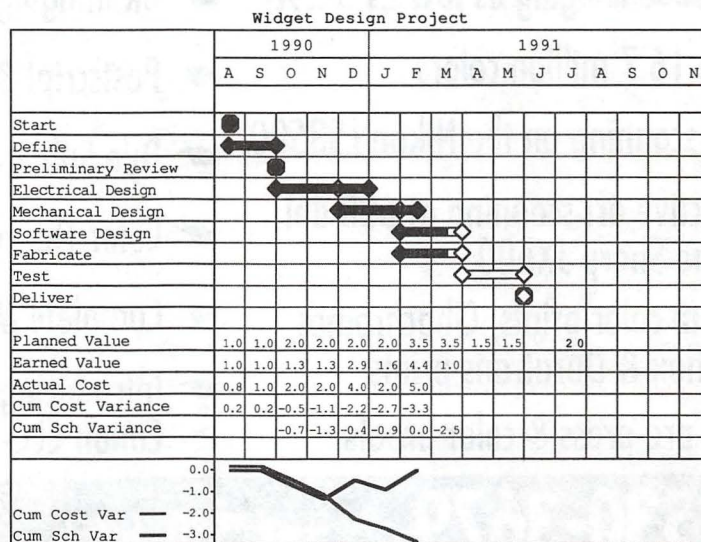 Widget Design Project
1990 1991
A S O N D J F M A M J J A S O N
Start
Define
Preliminary Review
Electrical Design
Mechanical Design
Software Design
Fabricate
Test
Deliver
Planned Value 1.0 1.0 2.0 2.0 2.0 2.0 3.5 3.5 1.5 1.5 2.0
Earned Value 1.0 1.0 1.3 1.3 2.9 1.6 4.4 1.0
Actual Cost 0.8 1.0 2.0 2.0 4.0 2.0 5.0
Cum Cost Variance 0.2 0.2 -0.5 -1.1 -2.2 -2.7 -3.3
Cum Sch Variance -0.7 -1.3 -0.4 -0.9 0.0 -2.5
0.0
-1.0
-2.0
Cum Cost Var
Cum Sch Var -3.0